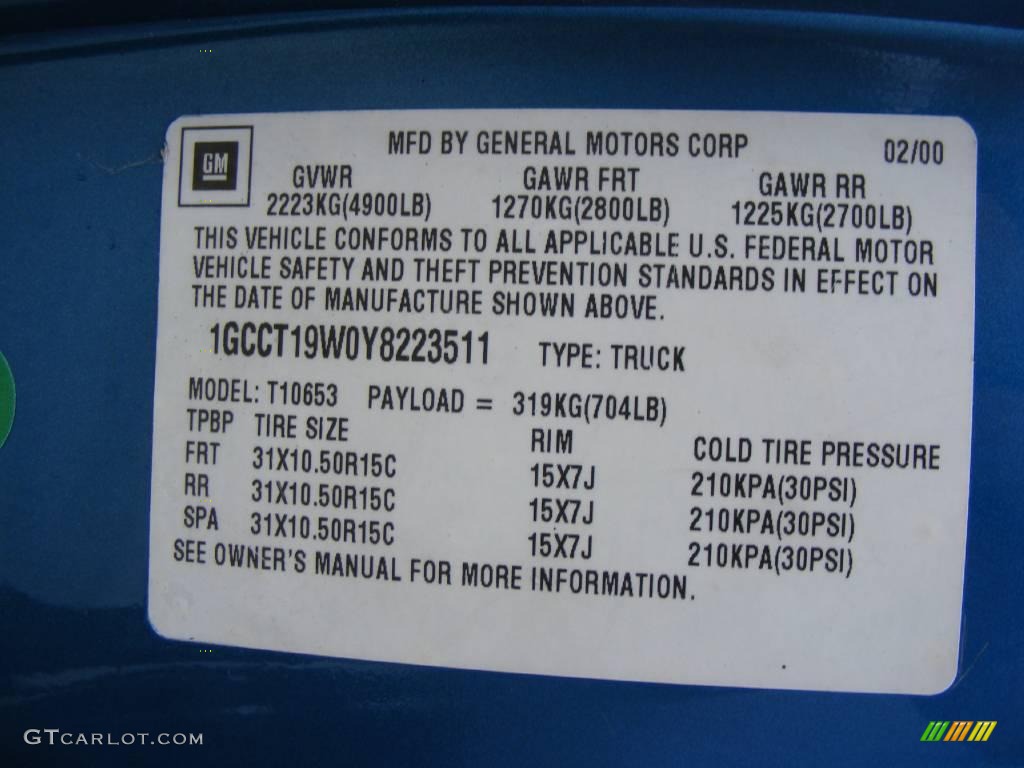 MFD BY GENERAL MOTORS CORP 02/00
GM
GVWR GAWR FRT GAWR RR
2223KG(4900LB) 1270KG(2800LB) 1225KG(2700LB)
THIS VEHICLE CONFORMS TO ALL APPLICABLE U.S. FEDERAL MOTOR
VEHICLE SAFETY AND THEFT PREVENTION STANDARDS IN EFFECT ON
THE DATE OF MANUFACTURE SHOWN ABOVE.
1GCCT19W0Y8223511 TYPE: TRUCK
MODEL: T10653 PAYLOAD = 319KG(704LB)
TPBP TIRE SIZE RIM COLD TIRE PRESSURE
FRT 31X10.50R15C 15X7J 210KPA(30PSI)
RR 31X10.50R15C 15X7J 210KPA(30PSI)
SPA 31X10.50R15C 15X7J 210KPA(30PSI)
SEE OWNER'S MANUAL FOR MORE INFORMATION.
GTCARLOT.COM